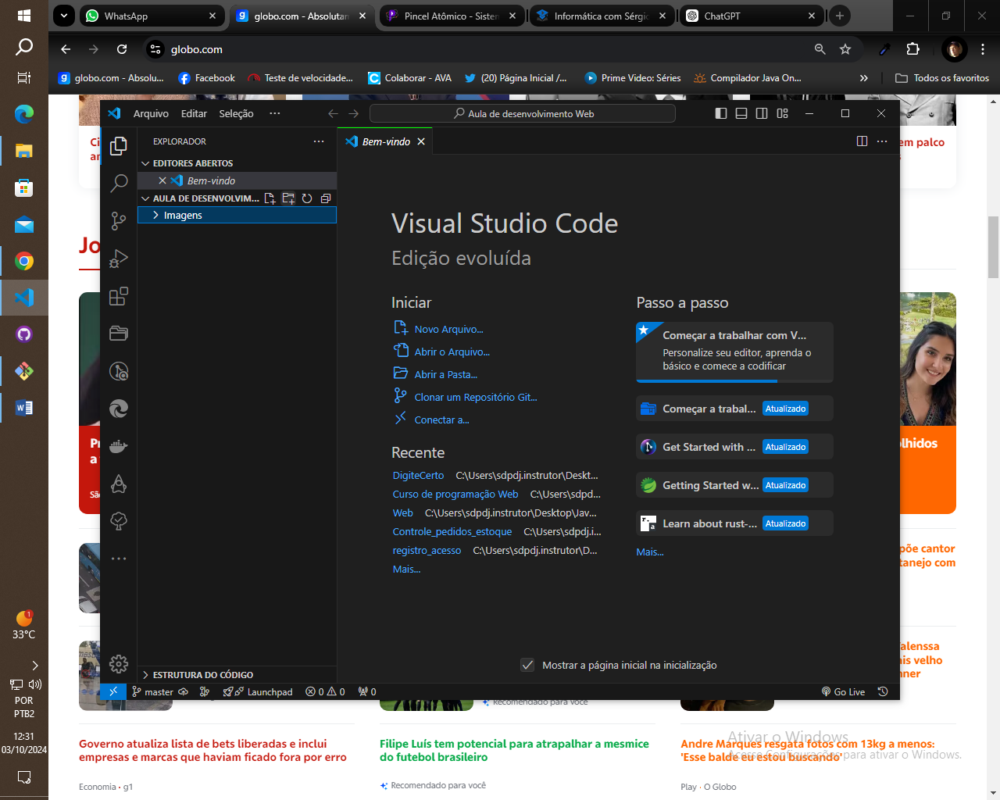 WhatsApp
globo.com - Absolutan
Pincel Atômico - Sisten
Informática com Sérgio
ChatGPT
globo.com
globo.com - Absolu...
Facebook
Teste de velocidade...
Colaborar - AVA
(20) Página Inicial /...
Prime Video: Séries
Compilador Java On...
Todos os favoritos
Arquivo
Editar
Seleção
Aula de desenvolvimento Web
EXPLORADOR
EDITORES ABERTOS
Bem-vindo
AULA DE DESENVOLVIM...
Imagens
ESTRUTURA DO CÓDIGO
Bem-vindo
Visual Studio Code
Edição evoluída
Iniciar
Novo Arquivo...
Abrir o Arquivo...
Abrir a Pasta...
Clonar um Repositório Git...
Conectar a...
Recente
DigiteCerto C:\Users\sdpdj.instrutor\Deskt...
Curso de programação Web C:\Users\sdpd...
Web C:\Users\sdpdj.instrutor\Desktop\Jav...
Controle_pedidos_estoque C:\Users\sdpdj.i...
registro_acesso C:\Users\sdpdj.instrutor\D...
Mais...
Passo a passo
Começar a trabalhar com V...
Personalize seu editor, aprenda o
básico e comece a codificar
Começar a trabal... Atualizado
Get Started with ... Atualizado
Getting Started w... Atualizado
Learn about rust-... Atualizado
Mais...
Mostrar a página inicial na inicialização
master
Launchpad
0
0
0
Go Live
em palco
Jo
lhidos
põe cantor
tanejo com
alenssa
is velho
nner
Recomendado para você
Governo atualiza lista de bets liberadas e inclui
empresas e marcas que haviam ficado fora por erro
Economia • g1
Filipe Luís tem potencial para atrapalhar a mesmice
do futebol brasileiro
Recomendado para você
Andre Marques resgata fotos com 13kg a menos:
'Esse balde eu estou buscando'
Play · O Globo
Ativar o Windows
Acesse Configurações para ativar o Windows.
1
33°C
POR
PTB2
12:31
03/10/2024